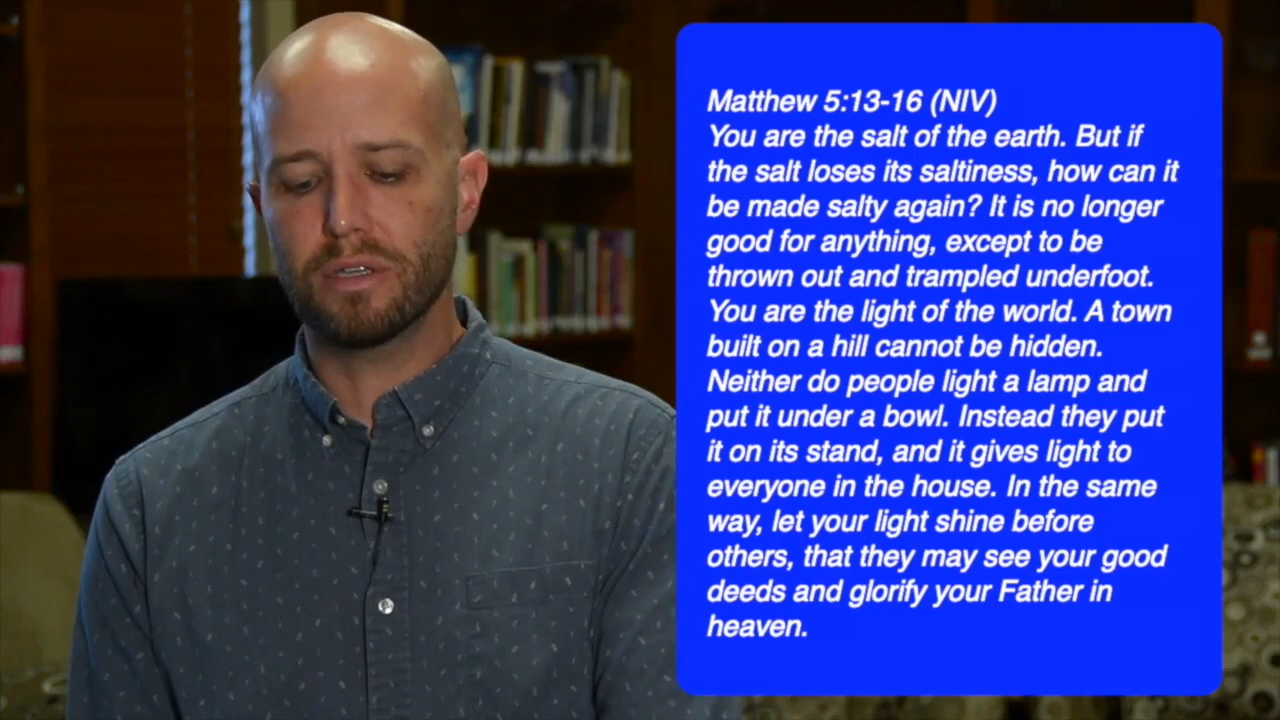 Matthew 5:13-16 (NIV)
You are the salt of the earth. But if
the salt loses its saltiness, how can it
be made salty again? It is no longer
good for anything, except to be
thrown out and trampled underfoot.
You are the light of the world. A town
built on a hill cannot be hidden.
Neither do people light a lamp and
put it under a bowl. Instead they put
it on its stand, and it gives light to
everyone in the house. In the same
way, let your light shine before
others, that they may see your good
deeds and glorify your Father in
heaven.